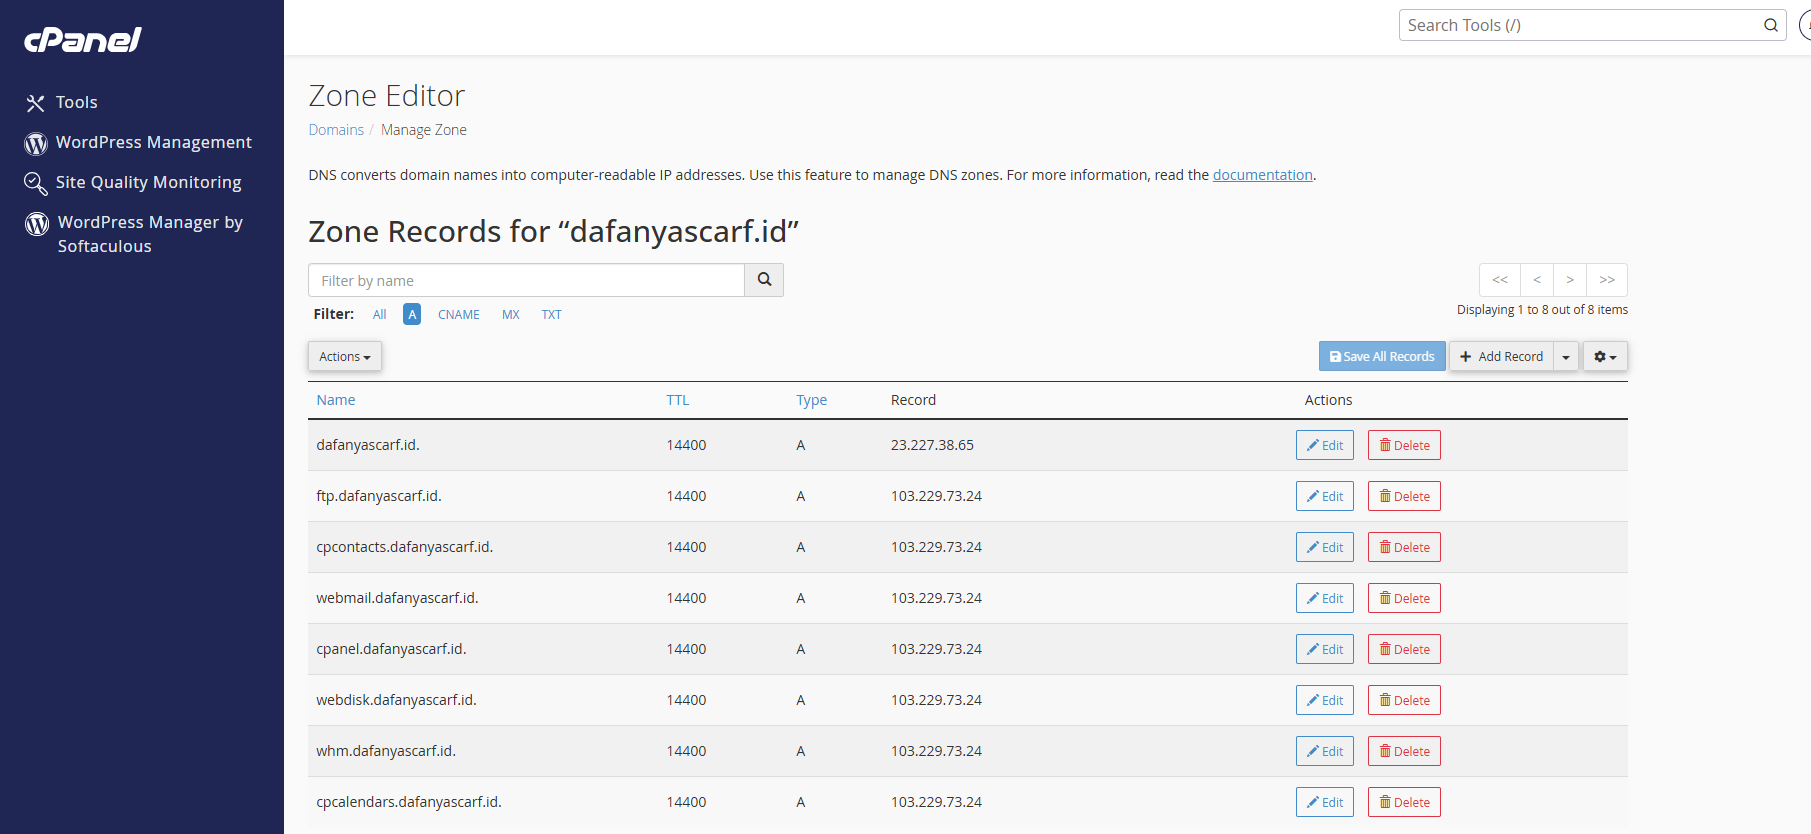 cPanel
Search Tools (/)
Tools
WordPress Management
Site Quality Monitoring
WordPress Manager by
Softaculous
Zone Editor
Domains / Manage Zone
DNS converts domain names into computer-readable IP addresses. Use this feature to manage DNS zones. For more information, read the documentation.
Zone Records for “dafanyascarf.id”
Filter by name
<< < > >>
Filter: All A CNAME MX TXT
Displaying 1 to 8 out of 8 items
Actions Save All Records + Add Record
Name TTL Type Record Actions
dafanyascarf.id. 14400 A 23.227.38.65 Edit Delete
ftp.dafanyascarf.id. 14400 A 103.229.73.24 Edit Delete
cpcontacts.dafanyascarf.id. 14400 A 103.229.73.24 Edit Delete
webmail.dafanyascarf.id. 14400 A 103.229.73.24 Edit Delete
cpanel.dafanyascarf.id. 14400 A 103.229.73.24 Edit Delete
webdisk.dafanyascarf.id. 14400 A 103.229.73.24 Edit Delete
whm.dafanyascarf.id. 14400 A 103.229.73.24 Edit Delete
cpcalendars.dafanyascarf.id. 14400 A 103.229.73.24 Edit Delete